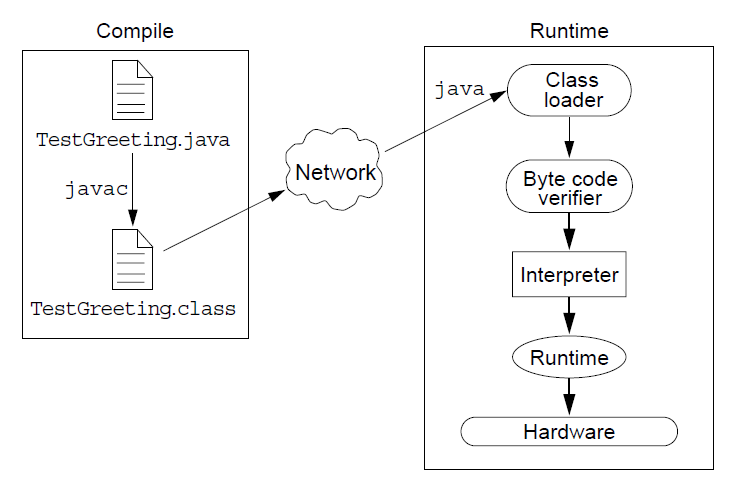 Compile
TestGreeting.java
javac
TestGreeting.class
Network
Runtime
java
Class
loader
Byte code
verifier
Interpreter
Runtime
Hardware